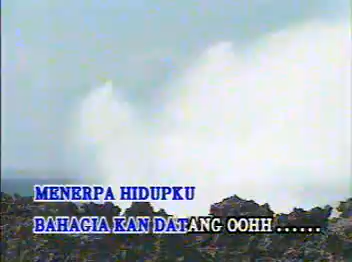 MENERPA HIDUPKU
BAHAGIA KAN DATANG OOHH ......